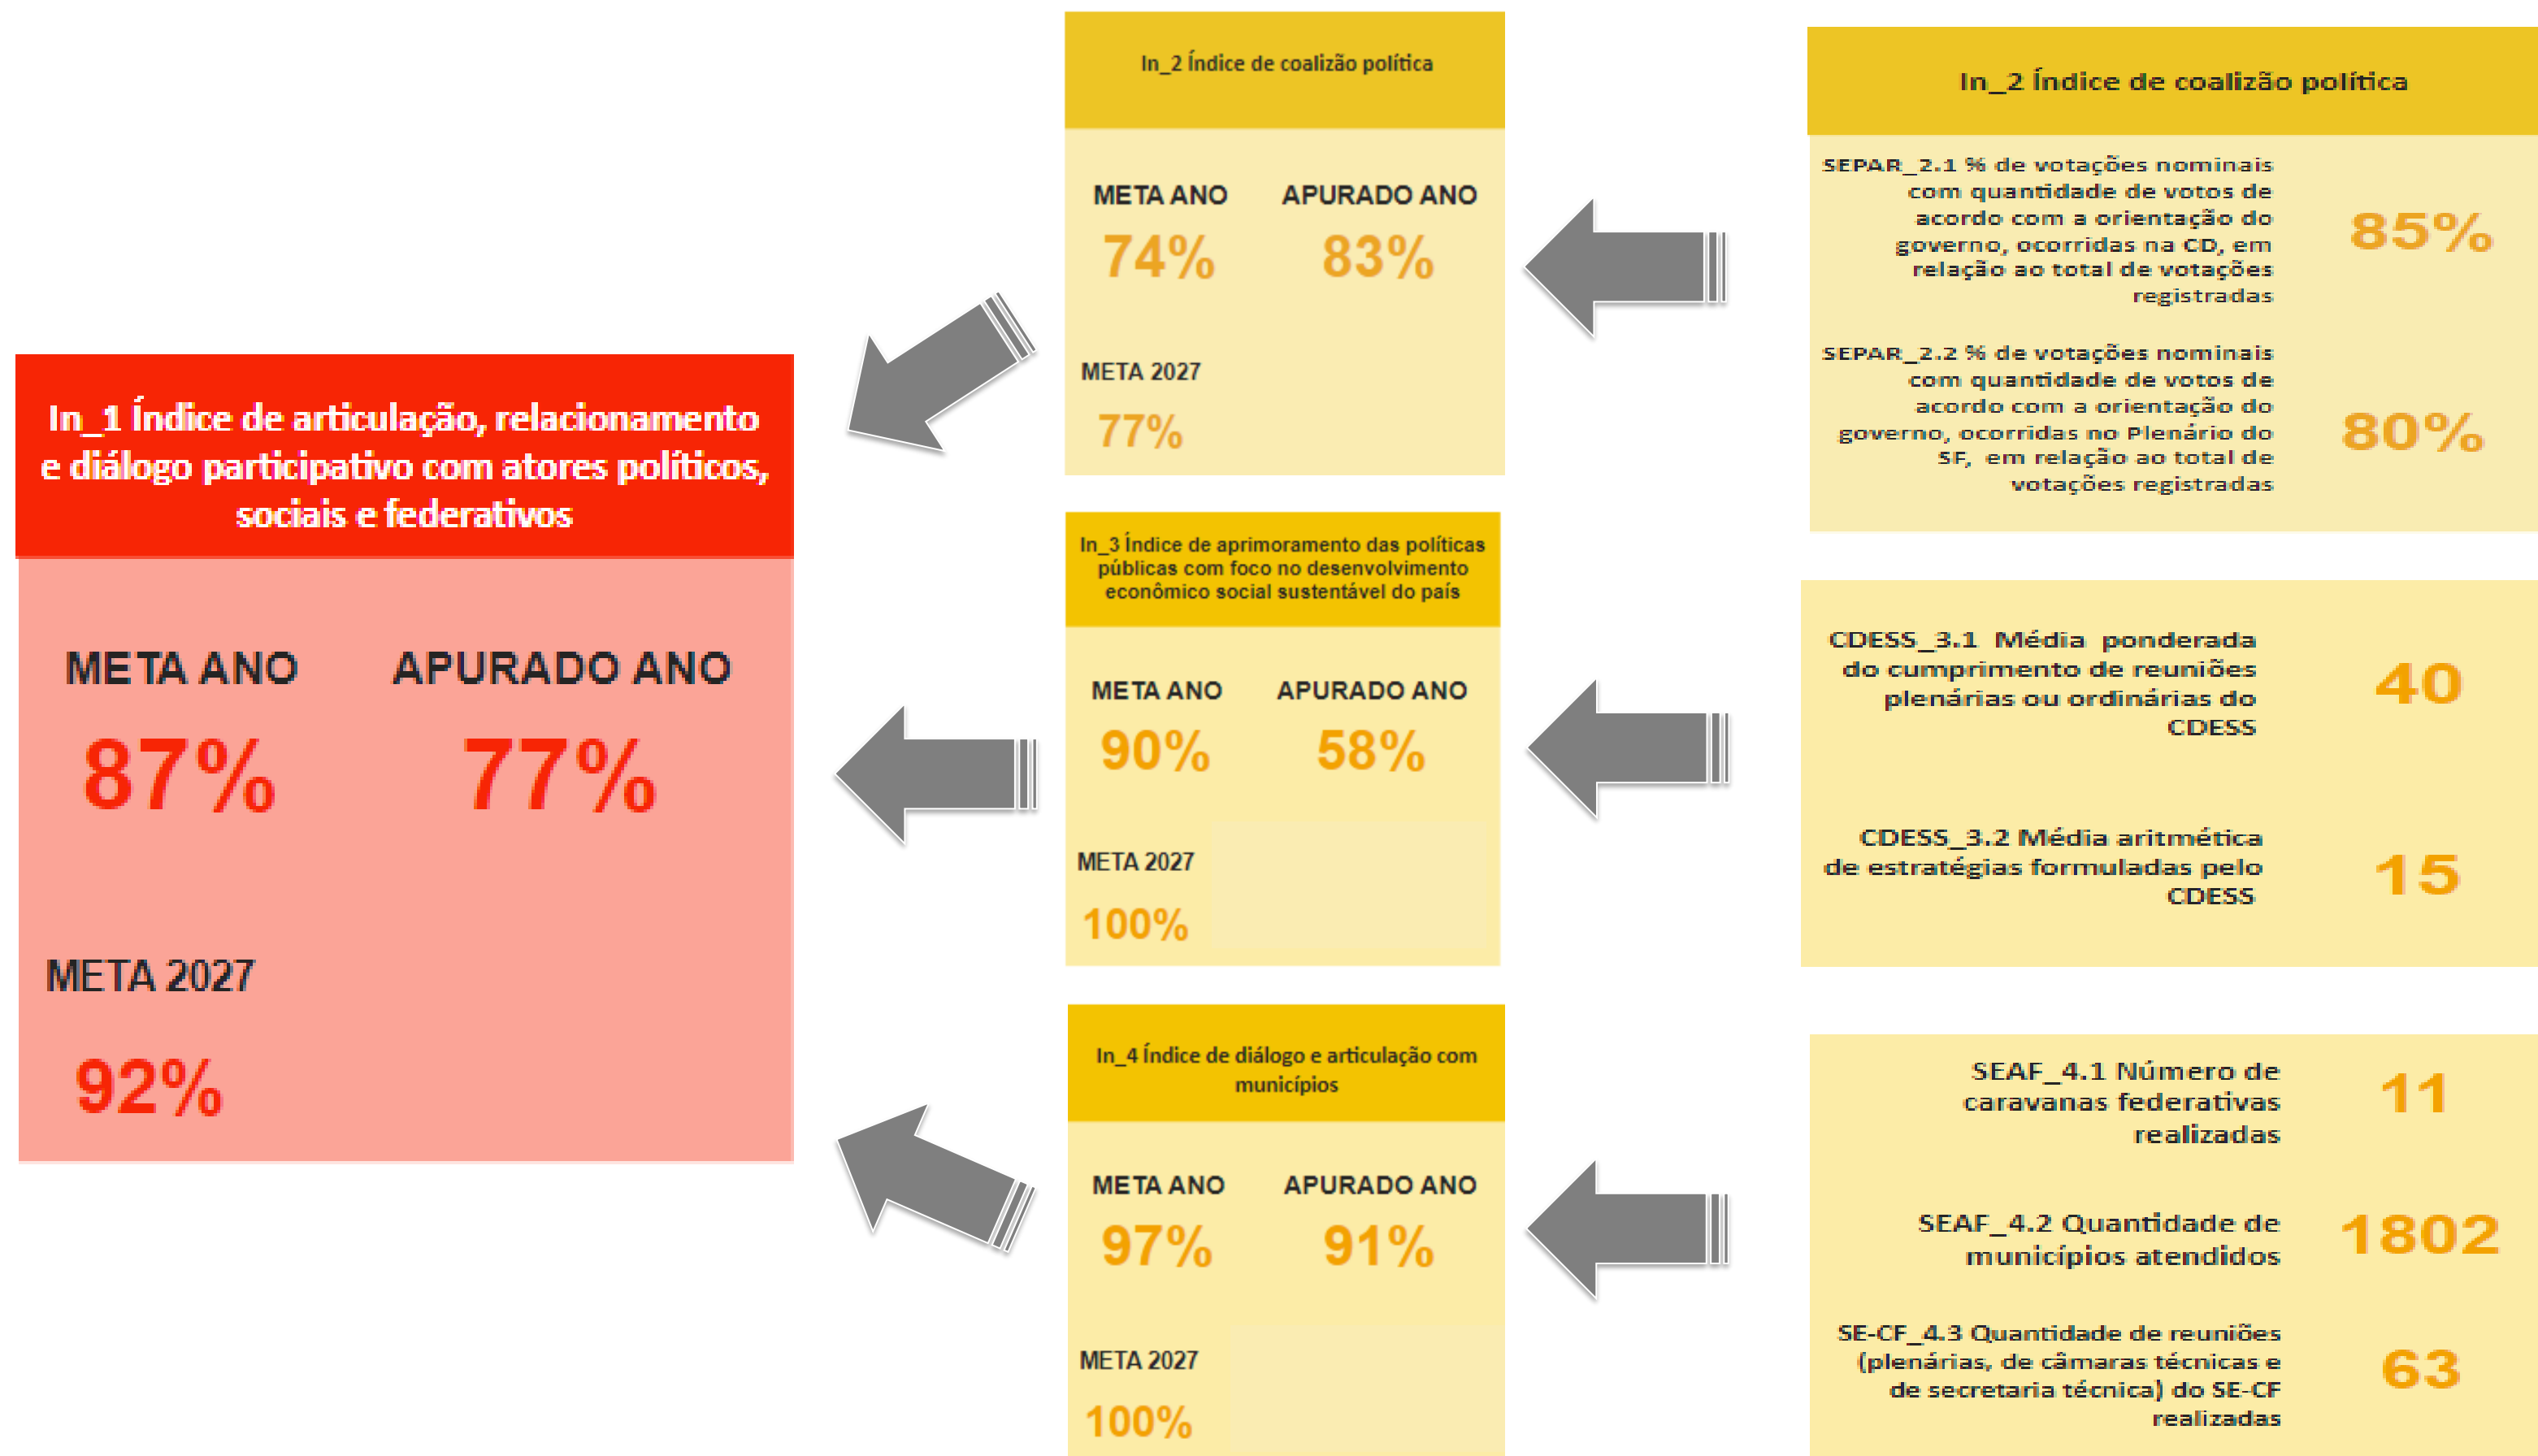 In_1 Índice de articulação, relacionamento
e diálogo participativo com atores políticos,
sociais e federativos
META ANO APURADO ANO
87% 77%
META 2027
92%
In_2 Índice de coalizão política
META ANO APURADO ANO
74% 83%
META 2027
77%
In_3 Índice de aprimoramento das políticas
públicas com foco no desenvolvimento
econômico social sustentável do país
META ANO APURADO ANO
90% 58%
META 2027
100%
In_4 Índice de diálogo e articulação com
municípios
META ANO APURADO ANO
97% 91%
META 2027
100%
In_2 Índice de coalizão política
SEPAR_2.1 % de votações nominais
com quantidade de votos de
acordo com a orientação do
governo, ocorridas na CD, em
relação ao total de votações
registradas
85%
SEPAR_2.2 % de votações nominais
com quantidade de votos de
acordo com a orientação do
governo, ocorridas no Plenário do
SF, em relação ao total de
votações registradas
80%
CDESS_3.1 Média ponderada
do cumprimento de reuniões
plenárias ou ordinárias do
CDESS
40
CDESS_3.2 Média aritmética
de estratégias formuladas pelo
CDESS
15
SEAF_4.1 Número de
caravanas federativas
realizadas
11
SEAF_4.2 Quantidade de
municípios atendidos
1802
SE-CF_4.3 Quantidade de reuniões
(plenárias, de câmaras técnicas e
de secretaria técnica) do SE-CF
realizadas
63